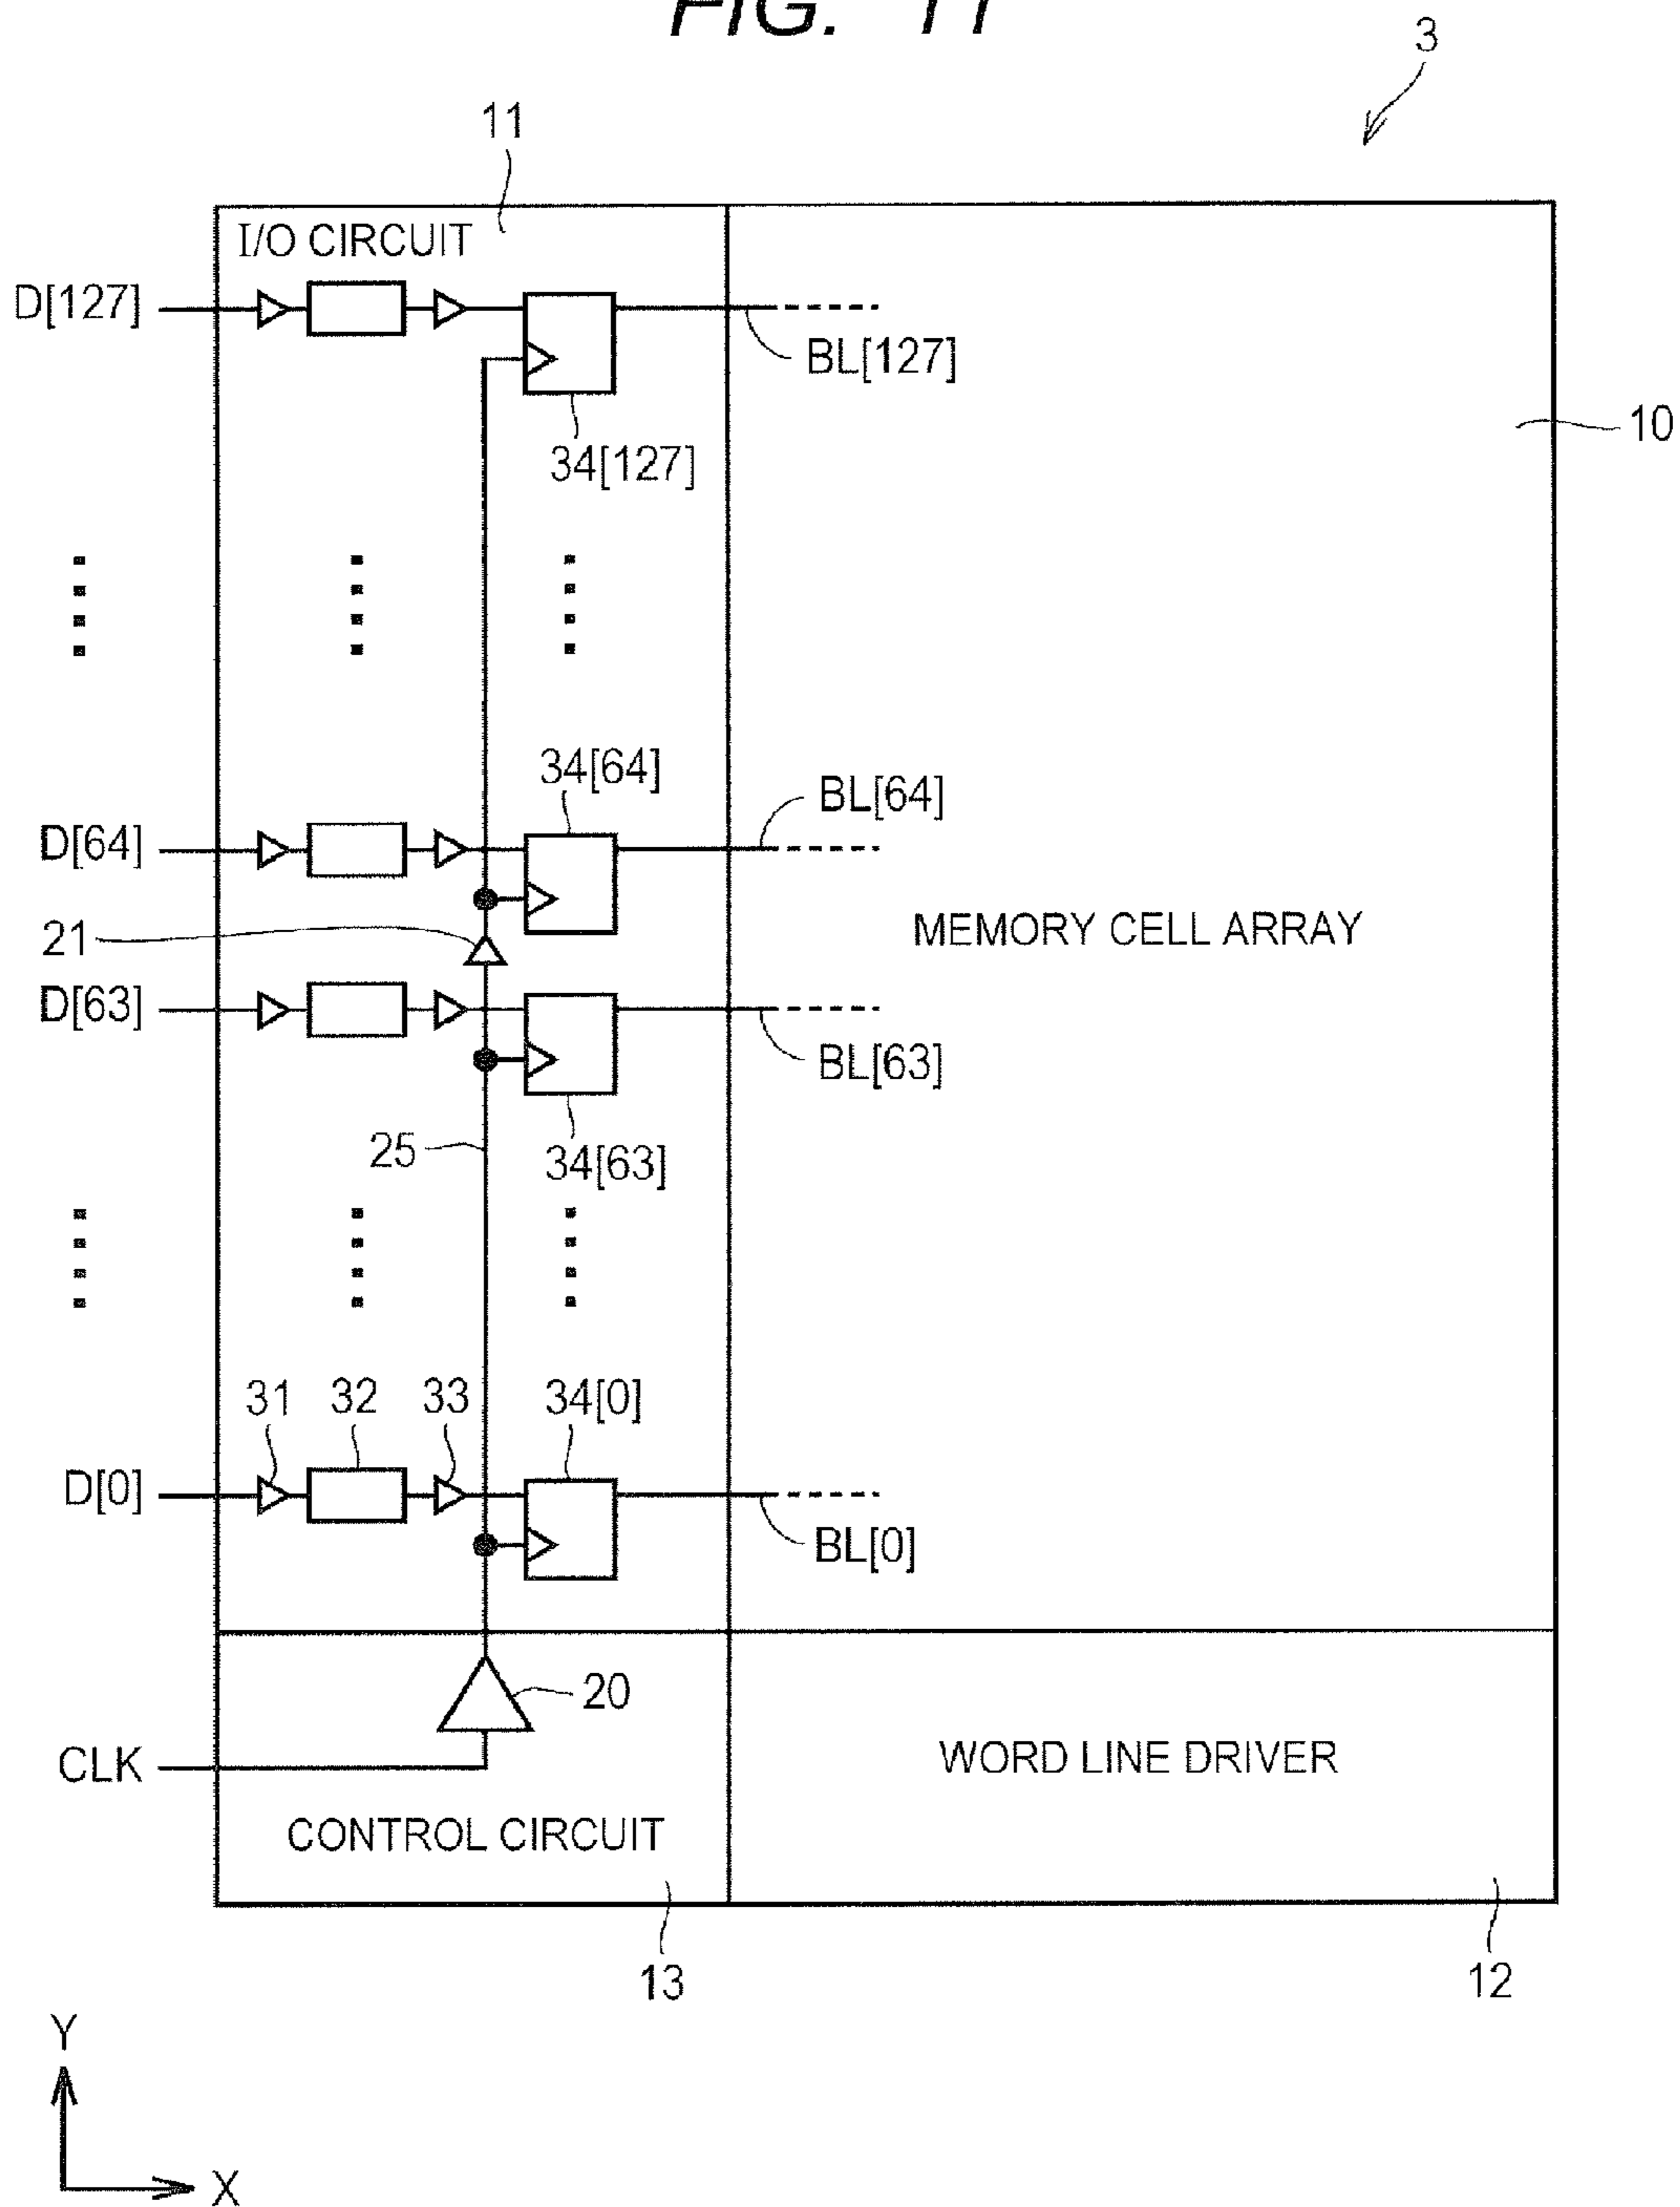 FIG. 11
3
11
I/O CIRCUIT
D[127]
BL[127]
10
34[127]
34[64]
BL[64]
D[64]
21
MEMORY CELL ARRAY
D[63]
BL[63]
25
34[63]
31
32
33
34[0]
D[0]
BL[0]
20
CLK
WORD LINE DRIVER
CONTROL CIRCUIT
13
12
Y
X